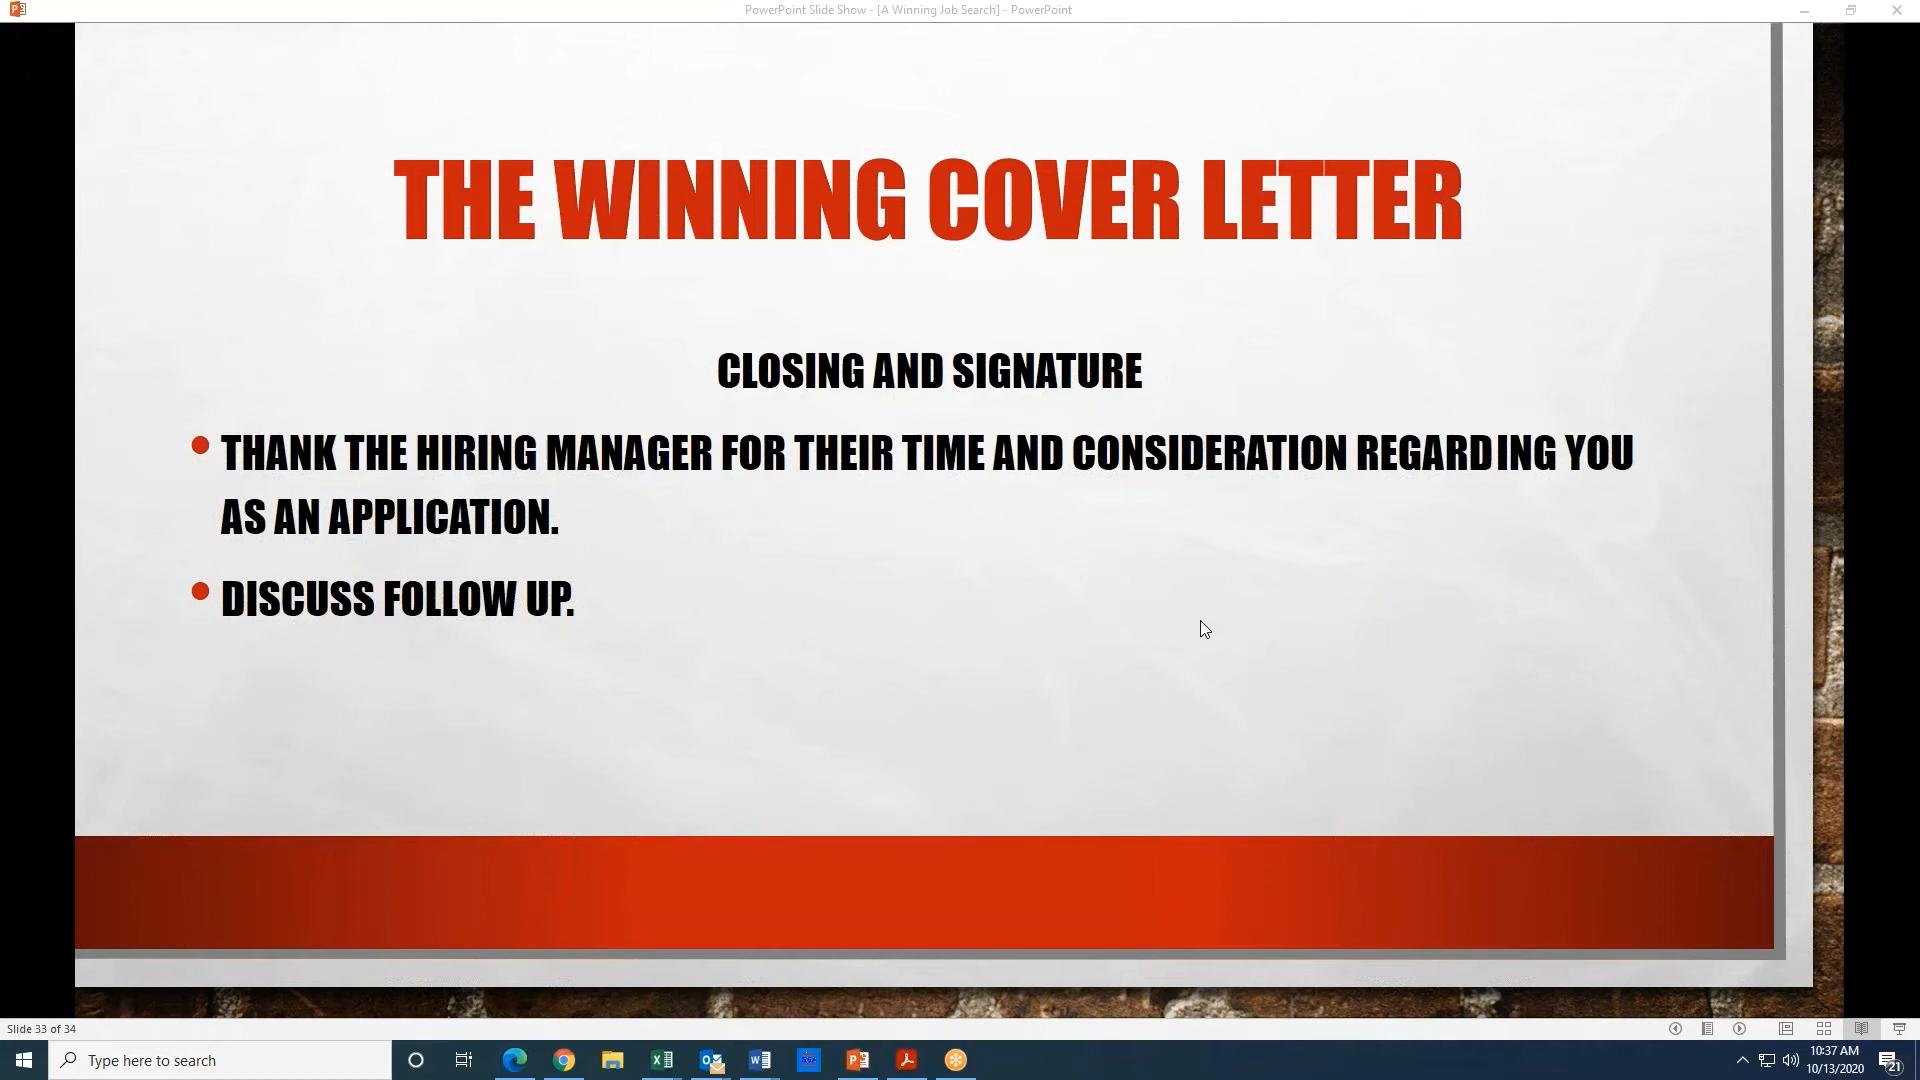 PowerPoint Slide Show - [A Winning Job Search] - PowerPoint
THE WINNING COVER LETTER
CLOSING AND SIGNATURE
THANK THE HIRING MANAGER FOR THEIR TIME AND CONSIDERATION REGARDING YOU
AS AN APPLICATION.
DISCUSS FOLLOW UP.
Slide 33 of 34
Type here to search
10:37 AM
10/13/2020
21